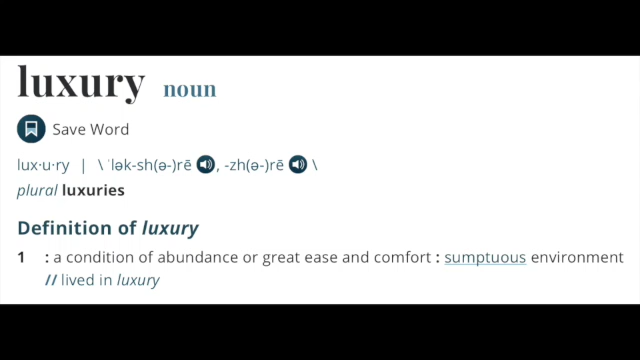 luxury noun
Save Word
lux·u·ry | \ ˈlək-sh(ə-)rē , -zh(ə-)rē \
plural luxuries
Definition of luxury
1 : a condition of abundance or great ease and comfort : sumptuous environment
// lived in luxury